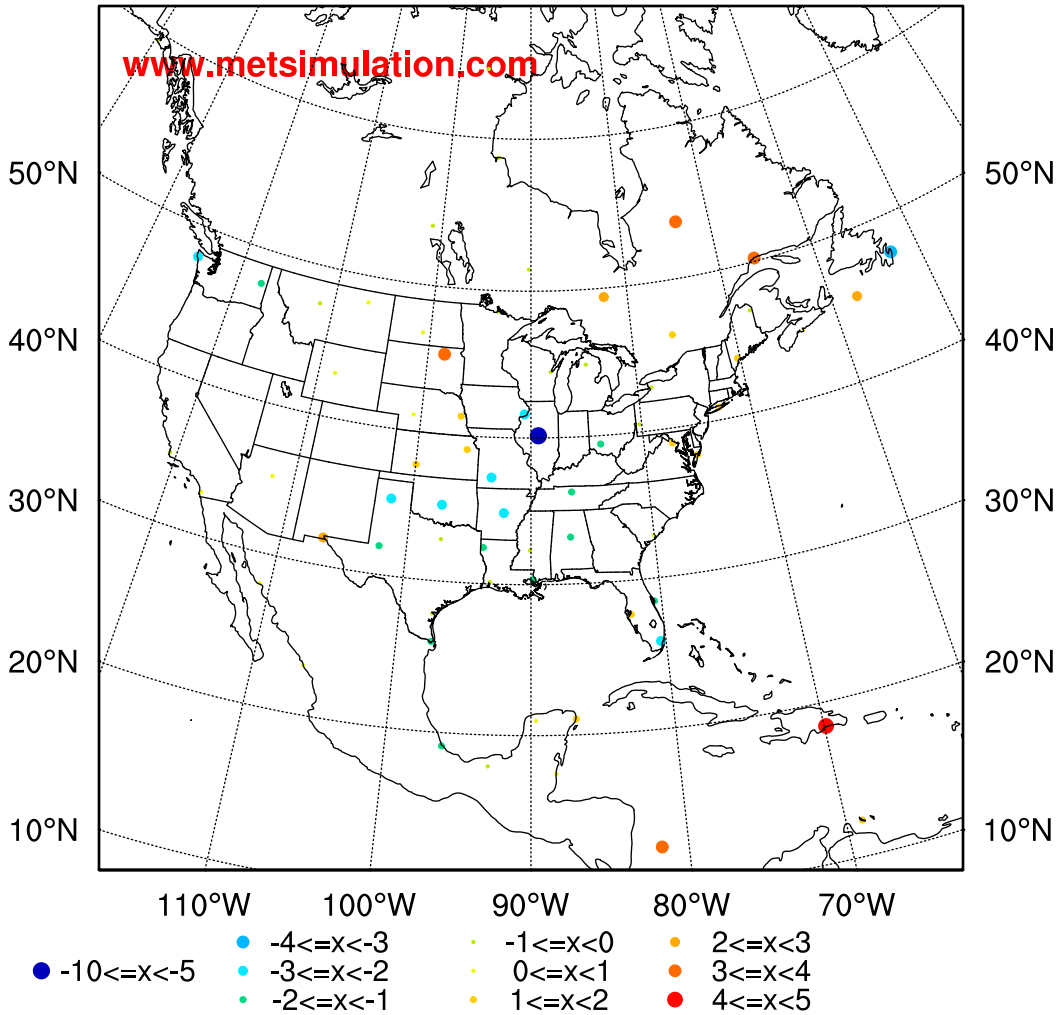 www.metsimulation.com
50°N 50°N
40°N 40°N
30°N 30°N
20°N 20°N
10°N 10°N
110°W 100°W 90°W 80°W 70°W
-4<=x<-3 -1<=x<0 2<=x<3
-10<=x<-5 -3<=x<-2 0<=x<1 3<=x<4
-2<=x<-1 1<=x<2 4<=x<5